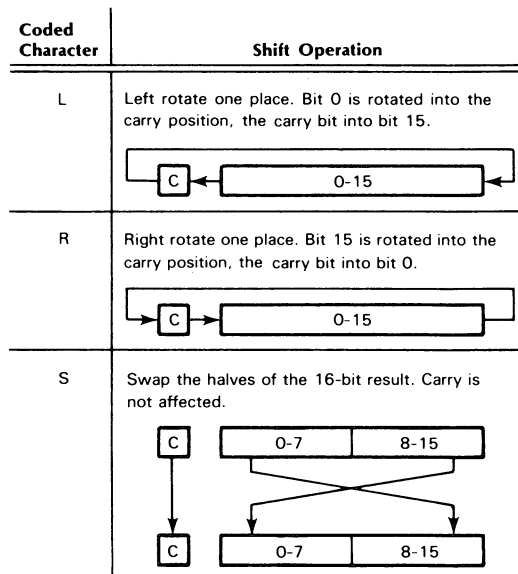 Coded
Character
Shift Operation
L
Left rotate one place. Bit 0 is rotated into the
carry position, the carry bit into bit 15.
C
0-15
R
Right rotate one place. Bit 15 is rotated into the
carry position, the carry bit into bit 0.
C
0-15
S
Swap the halves of the 16-bit result. Carry is
not affected.
C
0-7
8-15
C
0-7
8-15